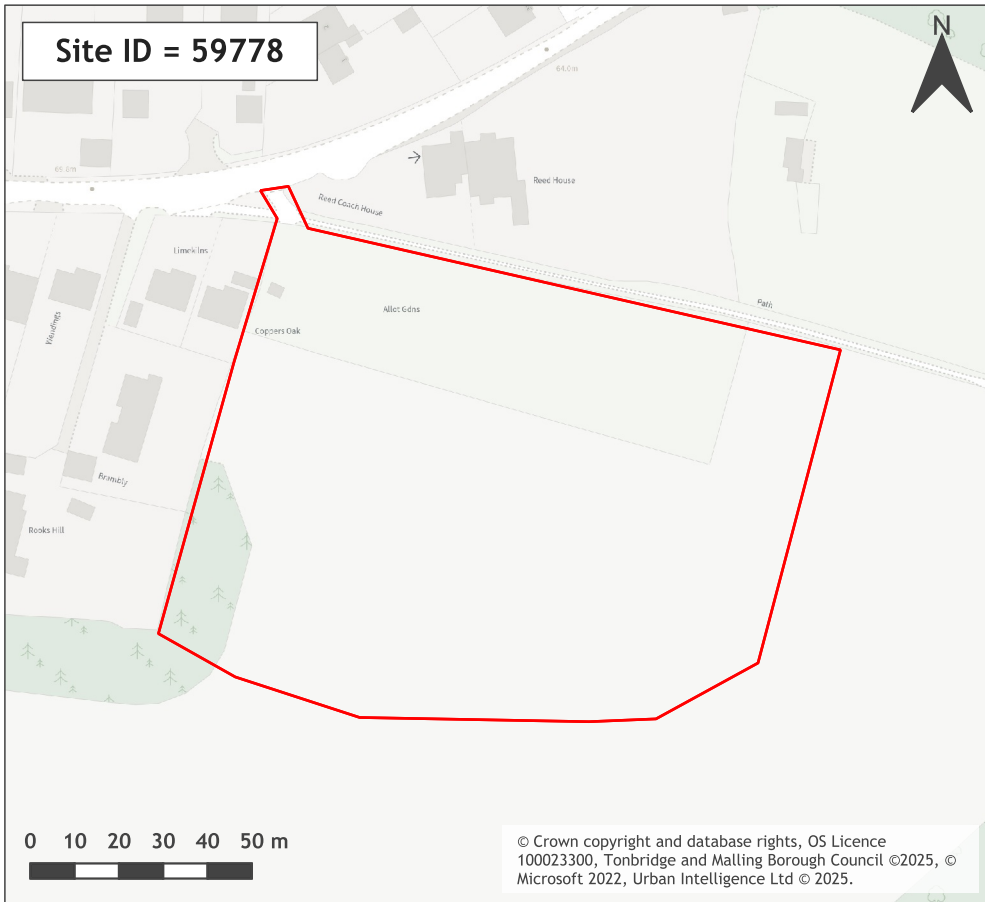 Site ID = 59778
N
64.0m
65.0m
Reed House
Reed Coach House
Limekilns
Path
Allot Gdns
Coppers Oak
Brambly
Rooks Hill
0 10 20 30 40 50 m
© Crown copyright and database rights, OS Licence
100023300, Tonbridge and Malling Borough Council ©2025, ©
Microsoft 2022, Urban Intelligence Ltd © 2025.